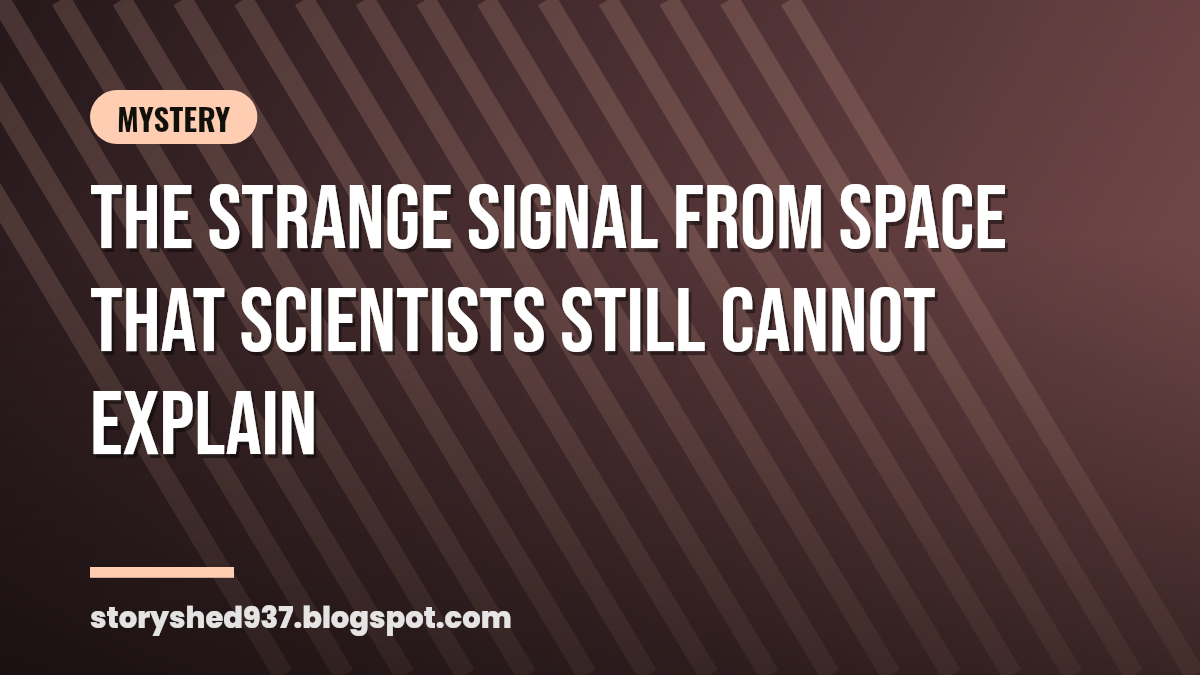 MYSTERY
THE STRANGE SIGNAL FROM SPACE
THAT SCIENTISTS STILL CANNOT
EXPLAIN
storyshed937.blogspot.com